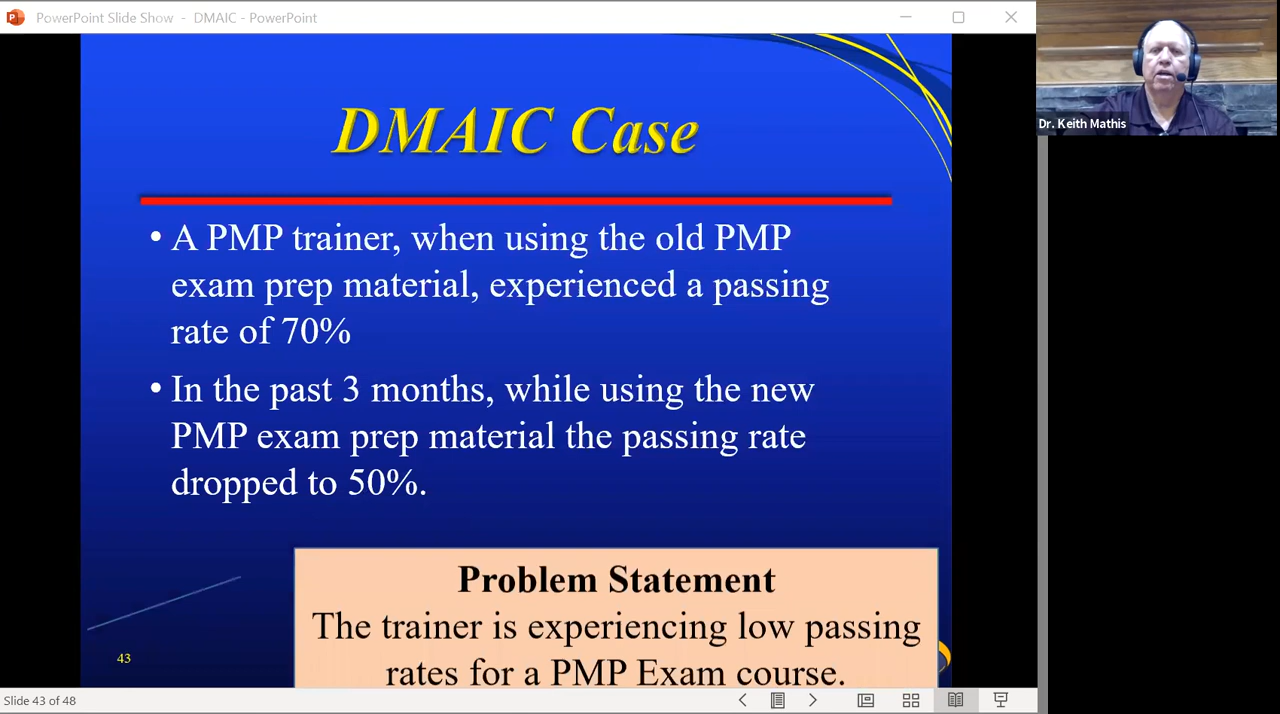 PowerPoint Slide Show - DMAIC - PowerPoint
Dr. Keith Mathis
DMAIC Case
• A PMP trainer, when using the old PMP
exam prep material, experienced a passing
rate of 70%
• In the past 3 months, while using the new
PMP exam prep material the passing rate
dropped to 50%.
Problem Statement
The trainer is experiencing low passing
rates for a PMP Exam course.
43
Slide 43 of 48